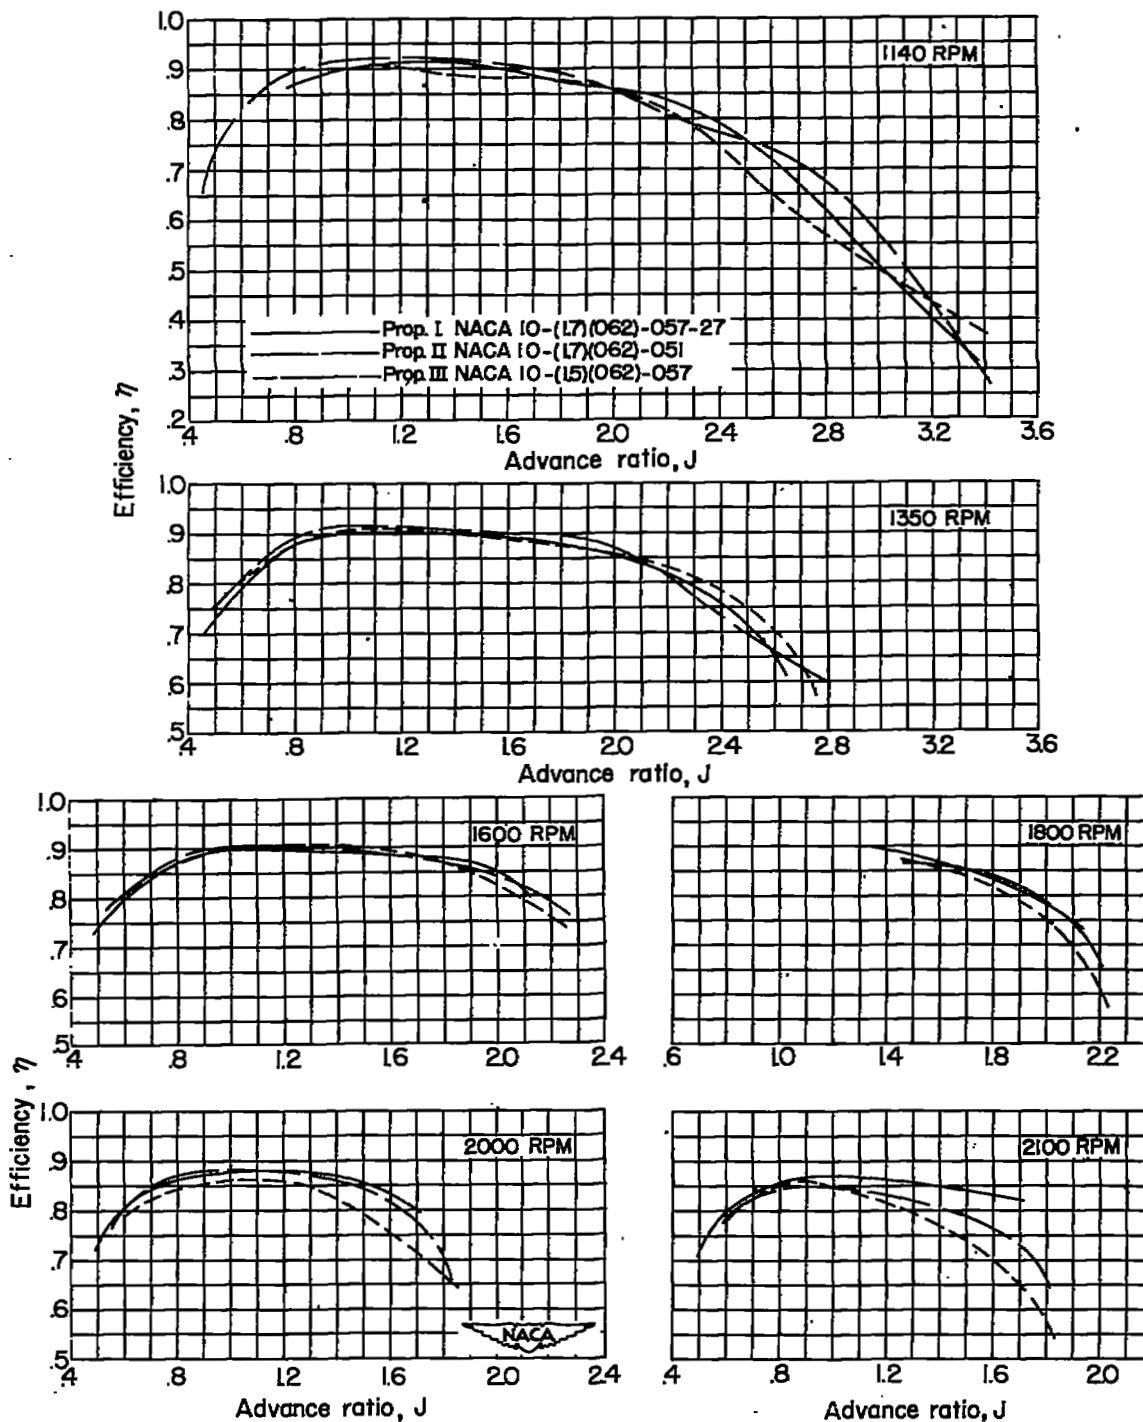 1.0
.9
.8
.7
.6
.5
.4
.3
.2
1140 RPM
Prop. I NACA 10-(1.7)(062)-057-27
Prop. II NACA 10-(1.7)(062)-051
Prop. III NACA 10-(1.5)(062)-057
.4 .8 1.2 1.6 2.0 2.4 2.8 3.2 3.6
Advance ratio, J
Efficiency, η
1.0
.9
.8
.7
.6
.5
1350 RPM
.4 .8 1.2 1.6 2.0 2.4 2.8 3.2 3.6
Advance ratio, J
1.0
.9
.8
.7
.6
.5
1600 RPM
.4 .8 1.2 1.6 2.0 2.4
1800 RPM
.6 1.0 1.4 1.8 2.2
Efficiency, η
1.0
.9
.8
.7
.6
.5
2000 RPM
NACA
.4 .8 1.2 1.6 2.0 2.4
Advance ratio, J
2100 RPM
.4 .8 1.2 1.6 2.0
Advance ratio, J